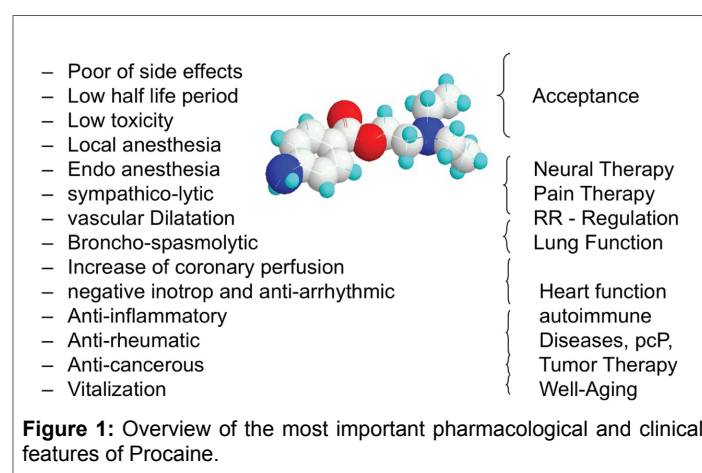 – Poor of side effects
– Low half life period
– Low toxicity
– Local anesthesia
– Endo anesthesia
– sympathico-lytic
– vascular Dilatation
– Broncho-spasmolytic
– Increase of coronary perfusion
– negative inotrop and anti-arrhythmic
– Anti-inflammatory
– Anti-rheumatic
– Anti-cancerous
– Vitalization
Acceptance
Neural Therapy
Pain Therapy
RR - Regulation
Lung Function
Heart function
autoimmune
Diseases, pcP,
Tumor Therapy
Well-Aging
Figure 1: Overview of the most important pharmacological and clinical
features of Procaine.